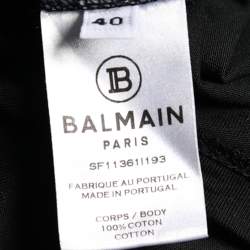 40
B
BALMAIN
PARIS
SF11361I193
FABRIQUE AU PORTUGAL
MADE IN PORTUGAL
CORPS / BODY
100% COTON
COTTON